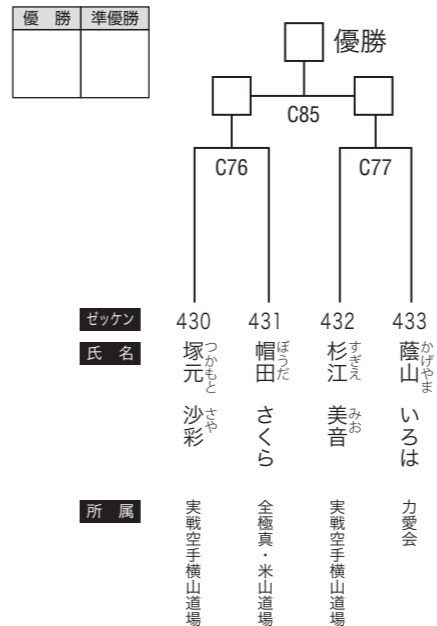 優 勝 準優勝
優勝
C85
C76 C77
ゼッケン 430 431 432 433
氏 名
塚元 沙彩
つかもと さや
帽田 さくら
ぼうだ
杉江 美音
すぎえ みお
蔭山 いろは
かげやま
所 属
実戦空手横山道場
全極真・米山道場
実戦空手横山道場
力愛会